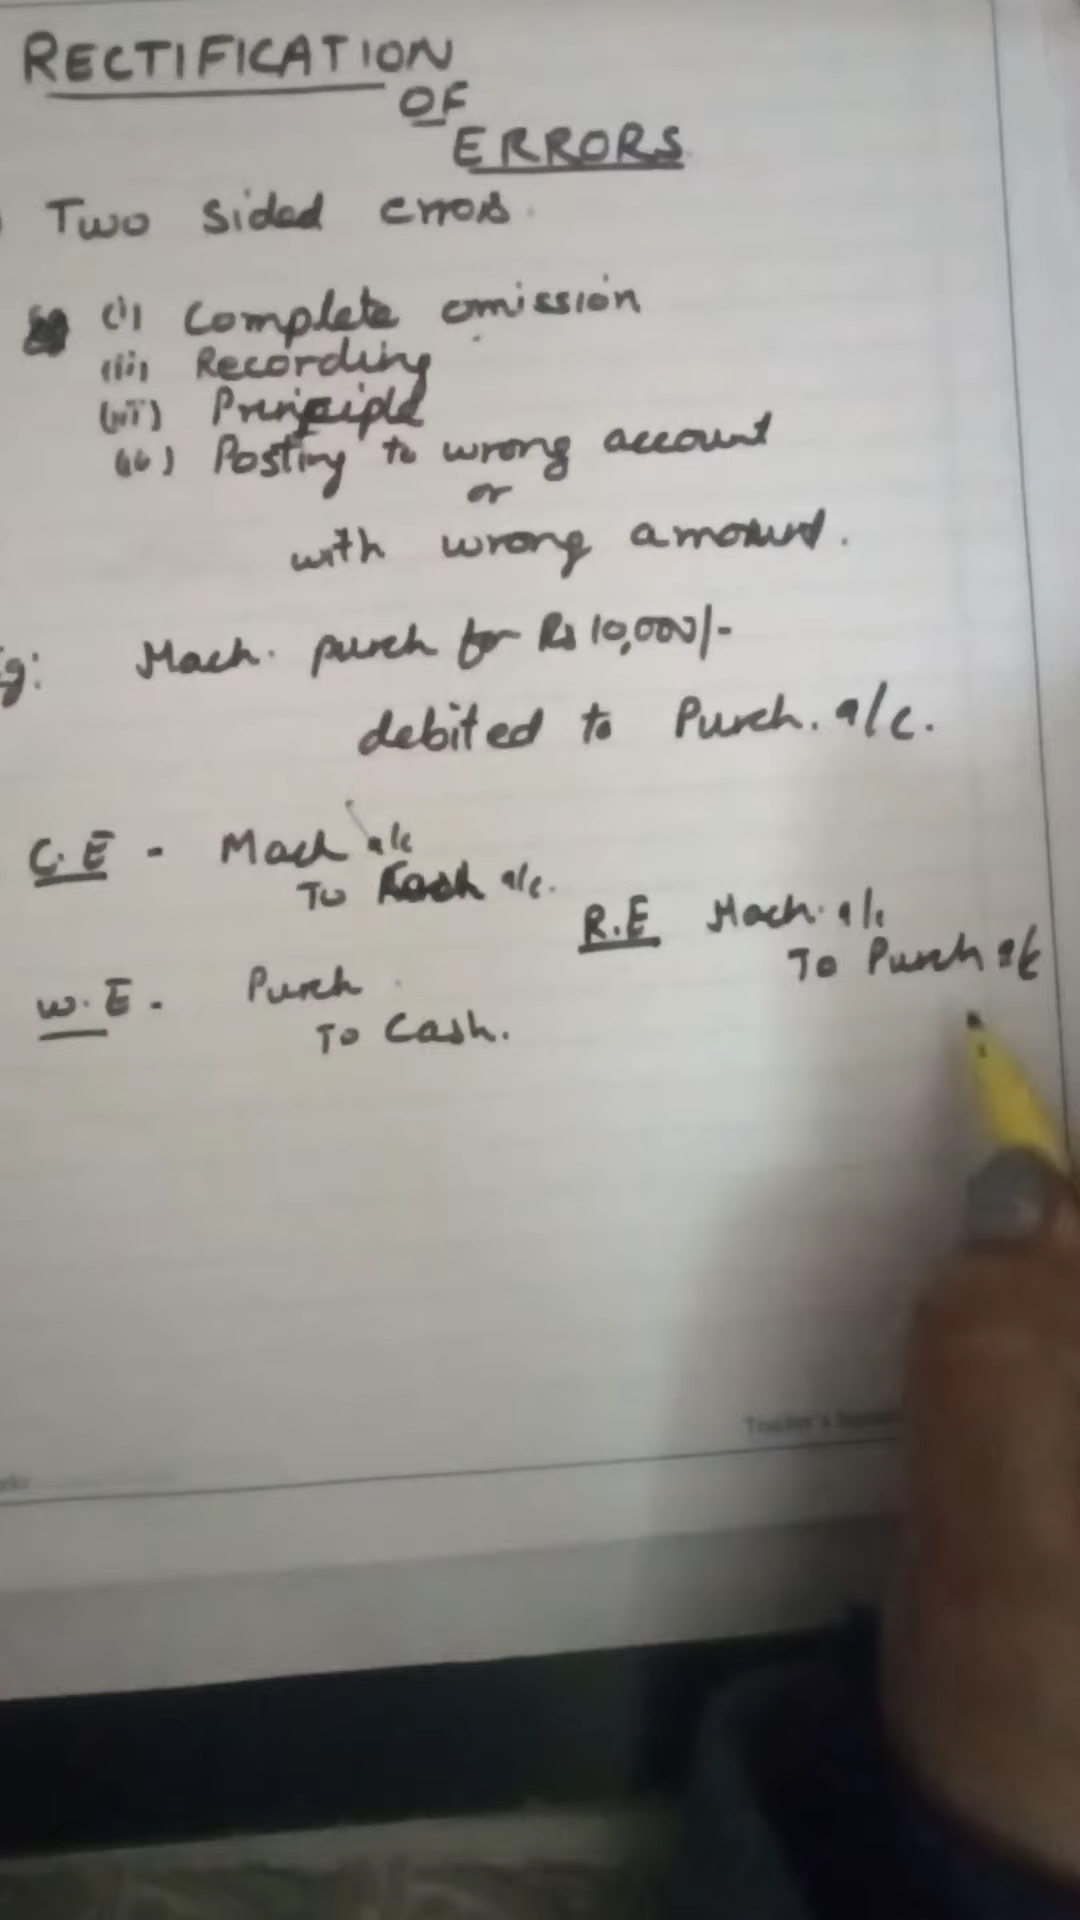 RECTIFICATION
OF
ERRORS
Two sided errors.
(i) Complete omission
(ii) Recording
(iii) Principle
(iv) Posting to wrong account
or
with wrong amount.
Eg: Mach. purch for Rs 10,000/-
debited to Purch. a/c.
C.E - Mach a/c
To Cash a/c.
R.E Mach. a/c
To Purch a/c
W.E - Purch
To Cash.